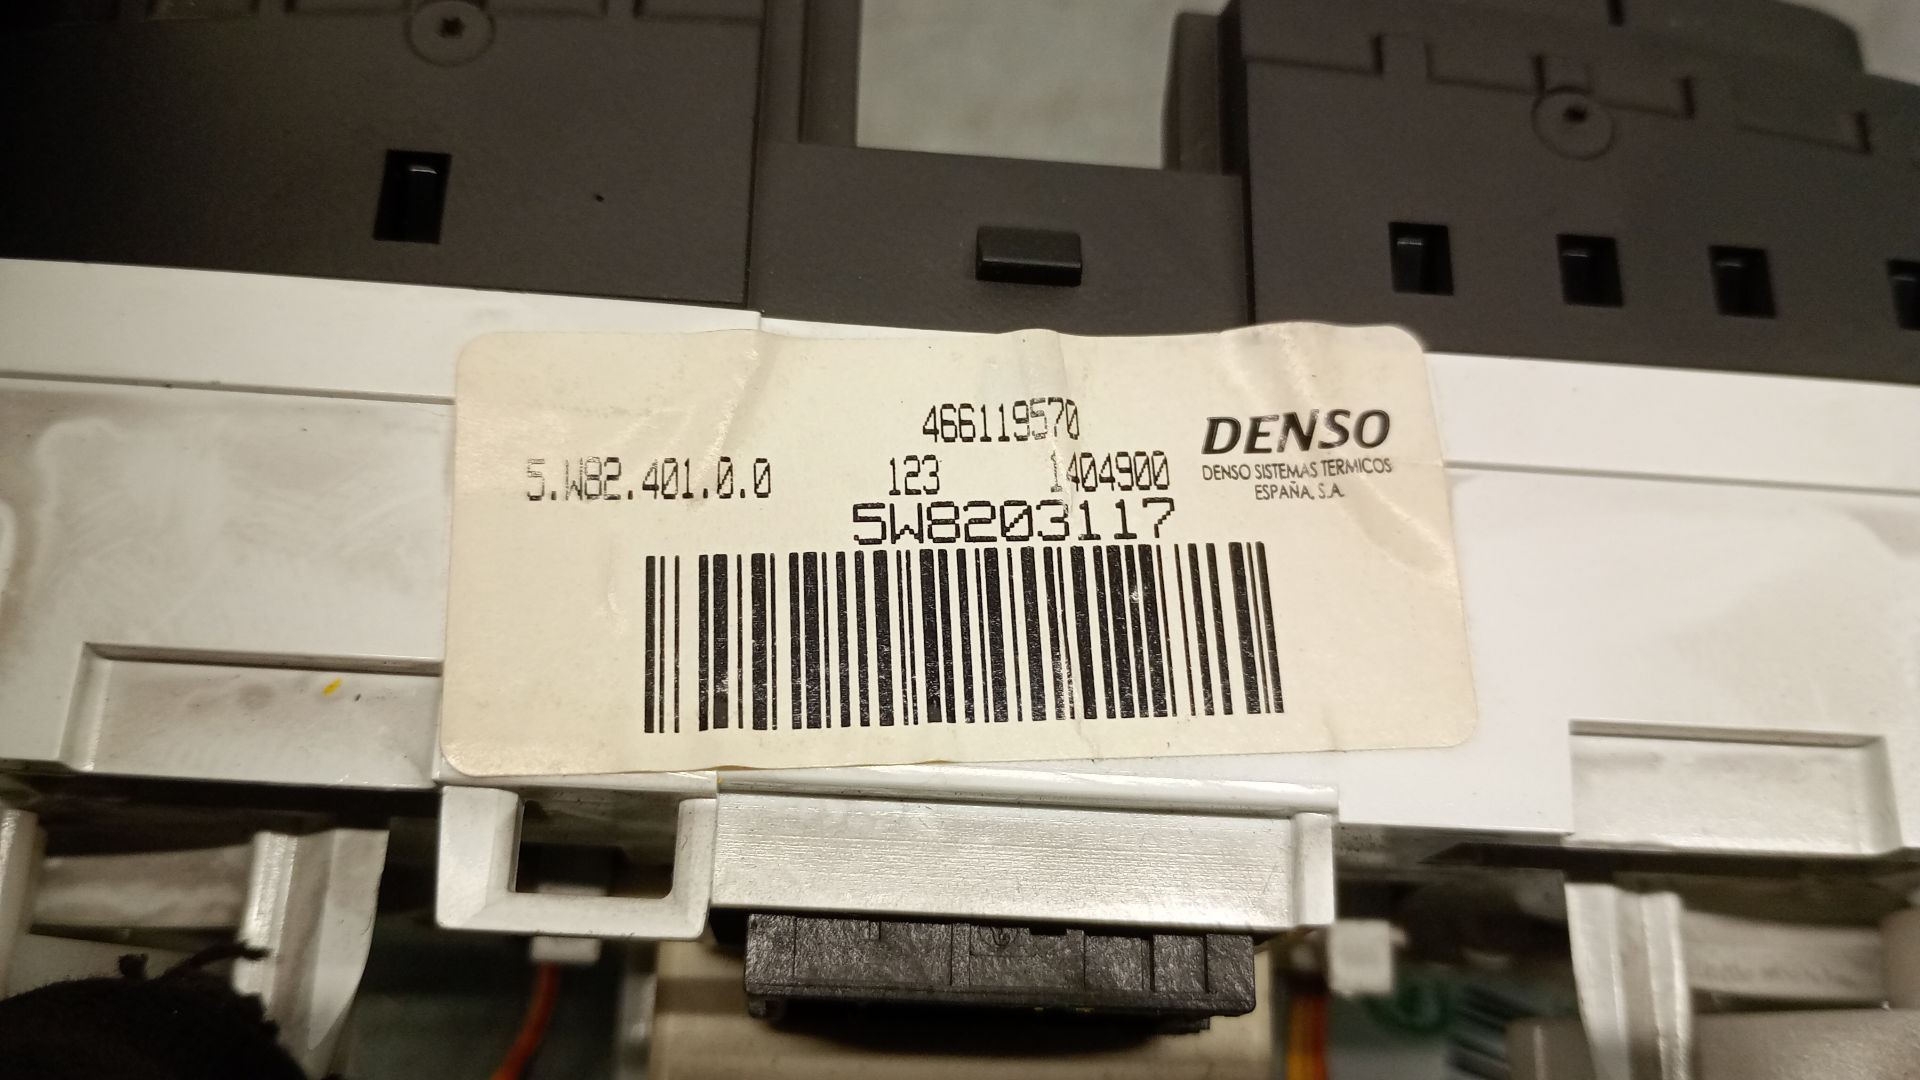 466119570
5.W82.401.0.0 123 1404900
5W8203117
DENSO
DENSO SISTEMAS TERMICOS
ESPAÑA, S.A.